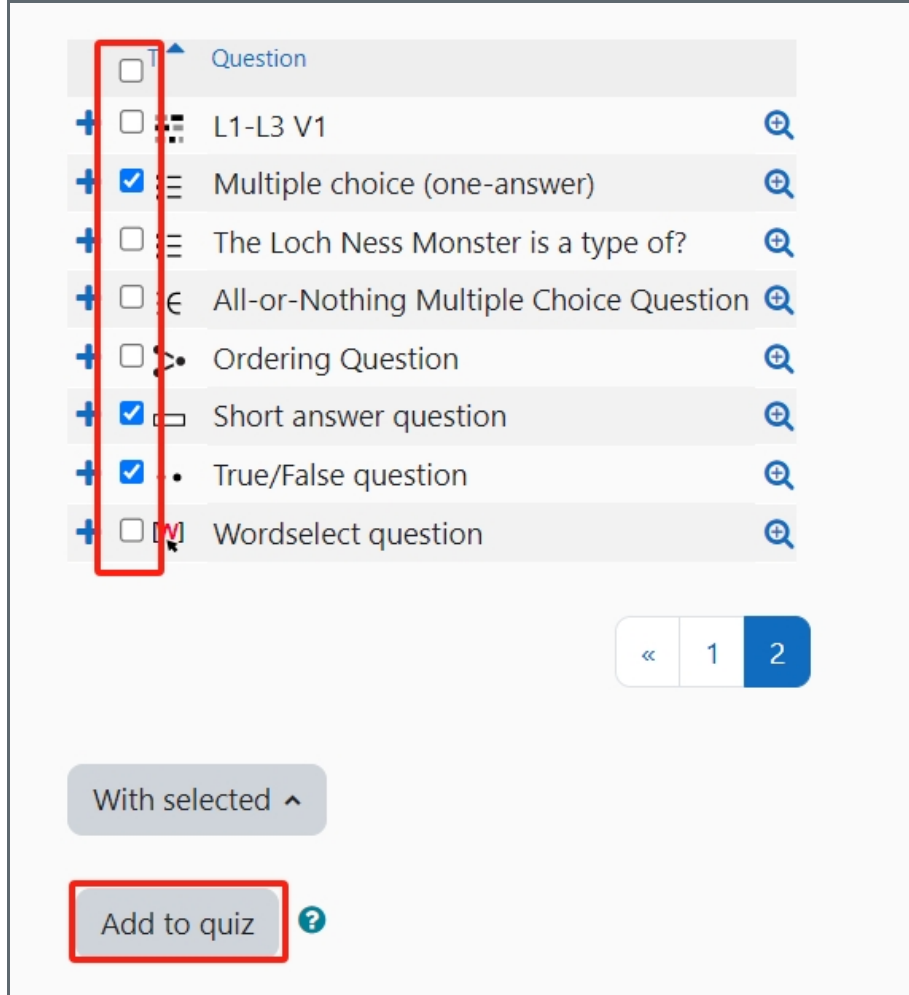 T Question
L1-L3 V1
Multiple choice (one-answer)
The Loch Ness Monster is a type of?
All-or-Nothing Multiple Choice Question
Ordering Question
Short answer question
True/False question
[W] Wordselect question
« 1 2
With selected
Add to quiz ?